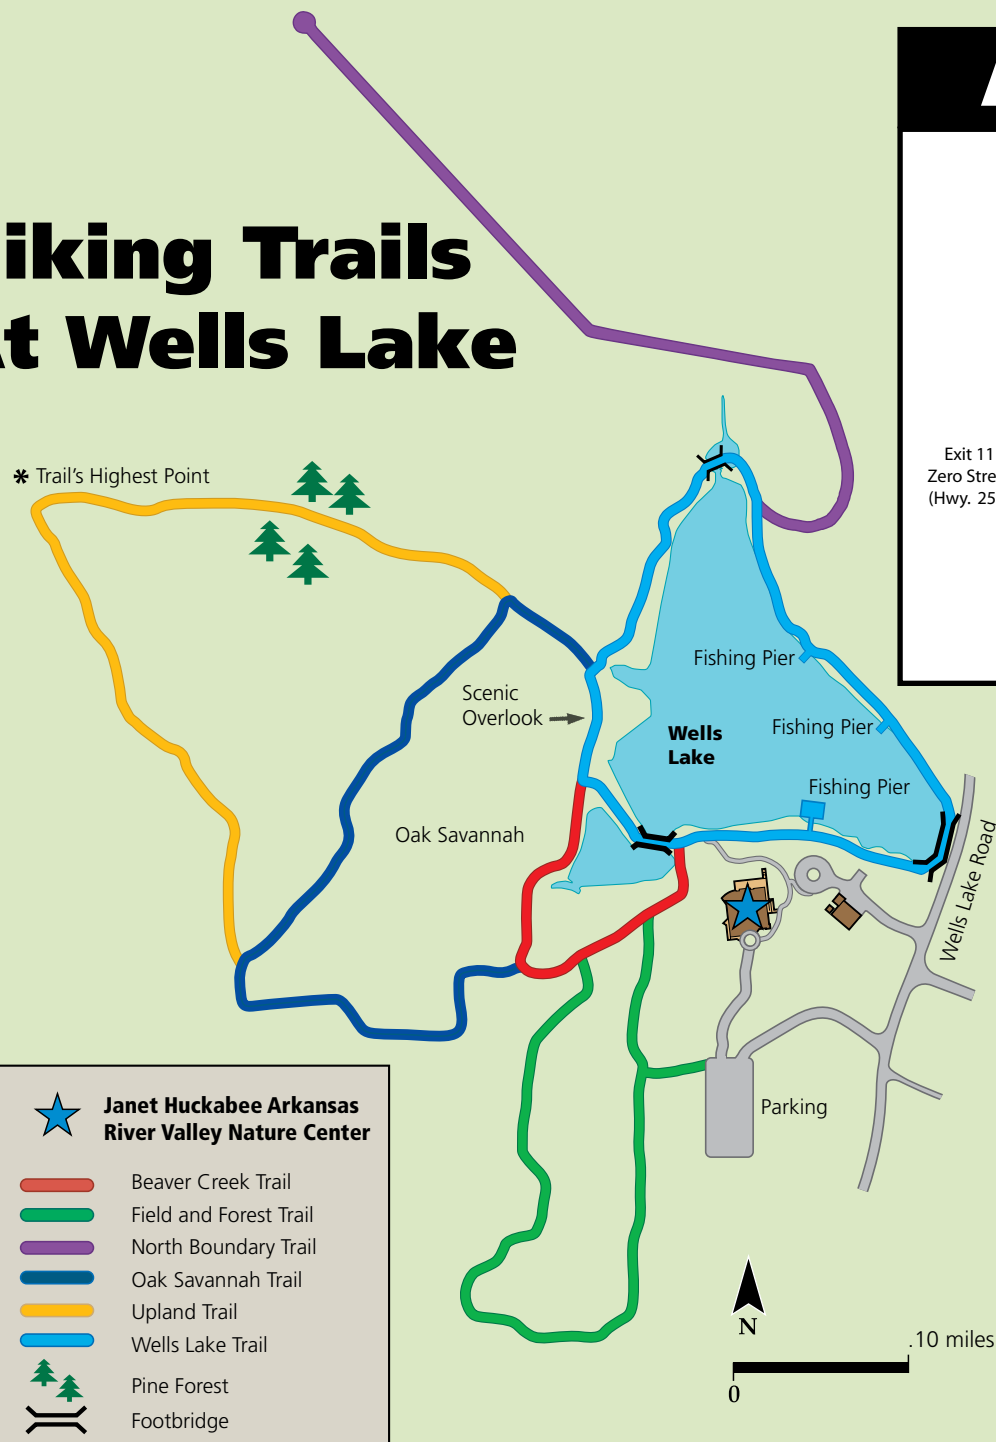 iking Trails
t Wells Lake
Exit 11
Zero Stre
(Hwy. 25
* Trail's Highest Point
Fishing Pier
Scenic
Overlook
Wells
Lake
Fishing Pier
Fishing Pier
Oak Savannah
Wells Lake Road
Parking
Janet Huckabee Arkansas
River Valley Nature Center
Beaver Creek Trail
Field and Forest Trail
North Boundary Trail
Oak Savannah Trail
Upland Trail
Wells Lake Trail
Pine Forest
Footbridge
N
.10 miles
0